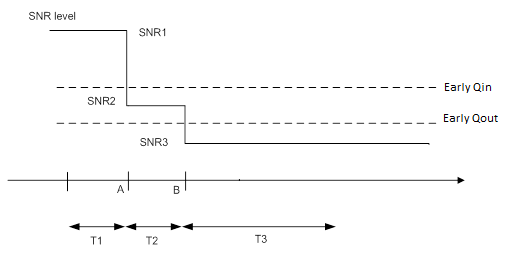 SNR level
SNR1
Early Qin
SNR2
Early Qout
SNR3
A
B
T1
T2
T3